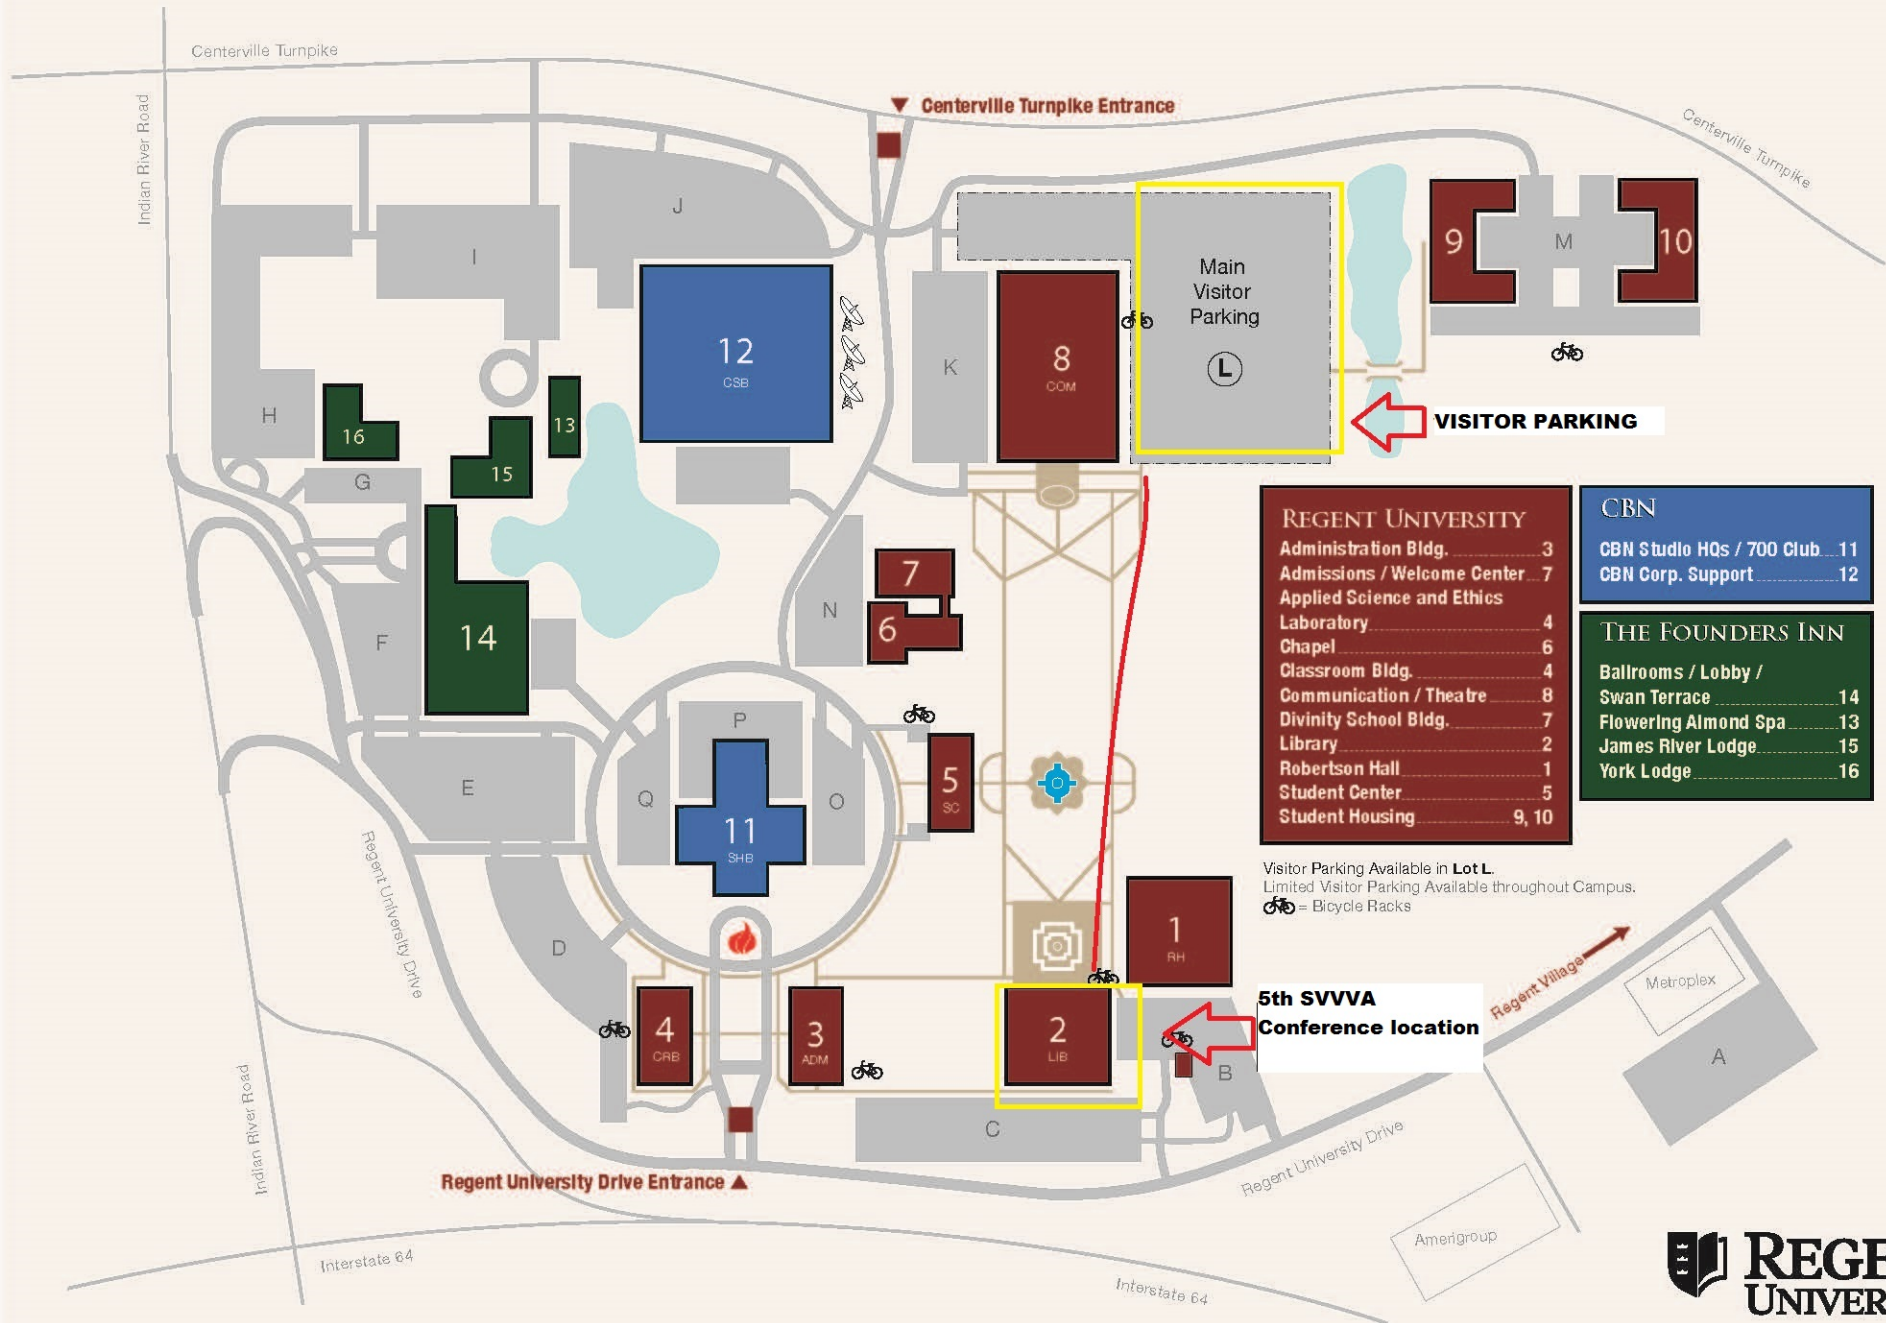 Centerville Turnpike
Indian River Road
Centerville Turnpike Entrance
Centerville Turnpike
J
I
H
16
15
13
G
12
CSB
K
8
COM
Main
Visitor
Parking
L
9
M
10
VISITOR PARKING
14
F
N
7
6
E
P
Q
O
11
SHB
5
SC
D
4
CRB
3
ADM
2
LIB
1
RH
B
C
A
REGENT UNIVERSITY
Administration Bldg. 3
Admissions / Welcome Center 7
Applied Science and Ethics
Laboratory 4
Chapel 6
Classroom Bldg. 4
Communication / Theatre 8
Divinity School Bldg. 7
Library 2
Robertson Hall 1
Student Center 5
Student Housing 9, 10
CBN
CBN Studio HQs / 700 Club 11
CBN Corp. Support 12
THE FOUNDERS INN
Ballrooms / Lobby /
Swan Terrace 14
Flowering Almond Spa 13
James River Lodge 15
York Lodge 16
Visitor Parking Available in Lot L.
Limited Visitor Parking Available throughout Campus.
= Bicycle Racks
5th SVVVA
Conference location
Regent Village
Metroplex
Regent University Drive
Regent University Drive
Indian River Road
Regent University Drive Entrance
Interstate 64
Interstate 64
Amerigroup
REGE
UNIVER